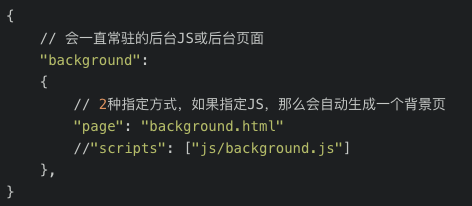 {
// 会一直常驻的后台JS或后台页面
"background":
{
// 2种指定方式，如果指定JS，那么会自动生成一个背景页
"page": "background.html"
//"scripts": ["js/background.js"]
},
}